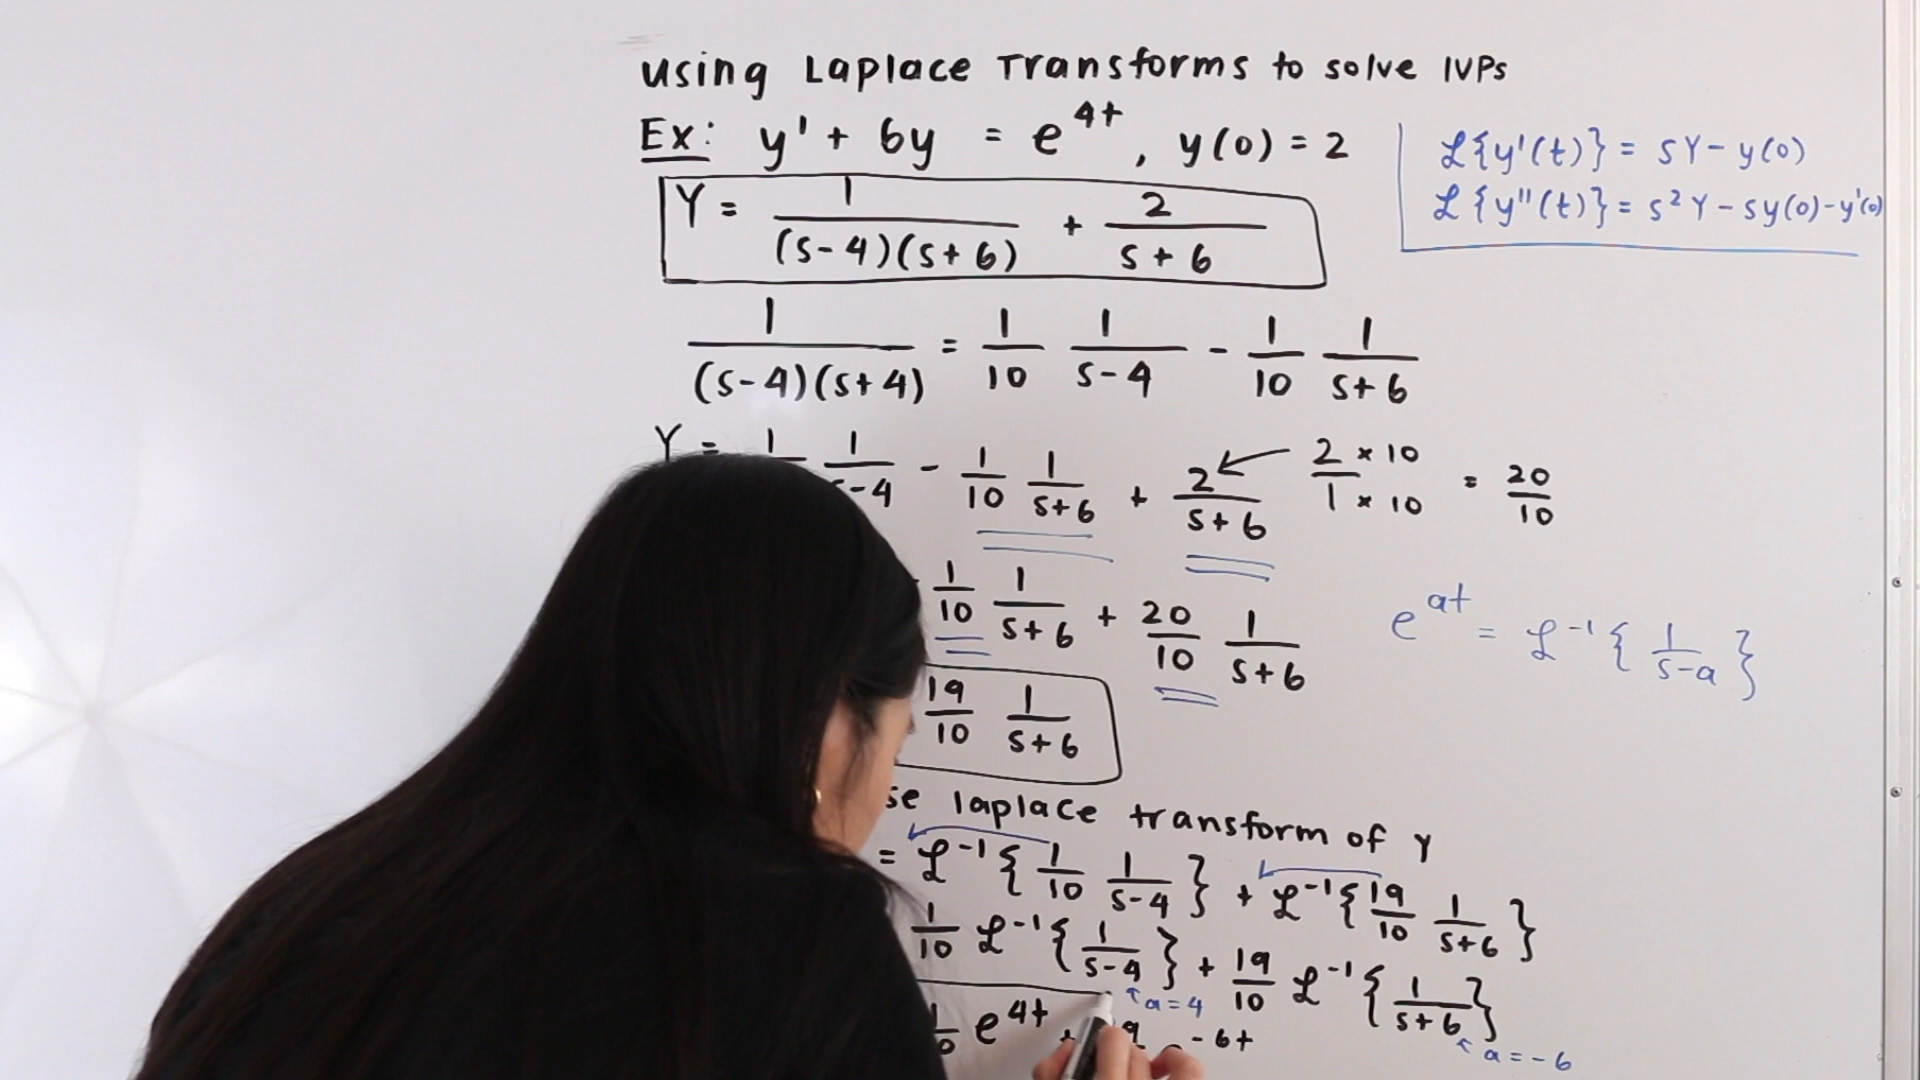 Using Laplace Transforms to solve IVPs
Ex: y' + 6y = e^{4t}, y(0) = 2
ℒ{y'(t)} = sY - y(0)
ℒ{y''(t)} = s²Y - sy(0) - y'(0)
Y = 1/((s-4)(s+6)) + 2/(s+6)
1/((s-4)(s+4)) = 1/10 1/(s-4) - 1/10 1/(s+6)
Y = 1/(s-4) - 1/10 1/(s+6) + 2/(s+6) 2/1 × 10/× 10 = 20/10
1/10 1/(s+6) + 20/10 1/(s+6)
e^{at} = ℒ^{-1}{1/(s-a)}
19/10 1/(s+6)
laplace transform of Y
= ℒ^{-1}{1/10 1/(s-4)} + ℒ^{-1}{19/10 1/(s+6)}
1/10 ℒ^{-1}{1/(s-4)} + 19/10 ℒ^{-1}{1/(s+6)}
a = 4
a = -6
e^{4t} + -6t